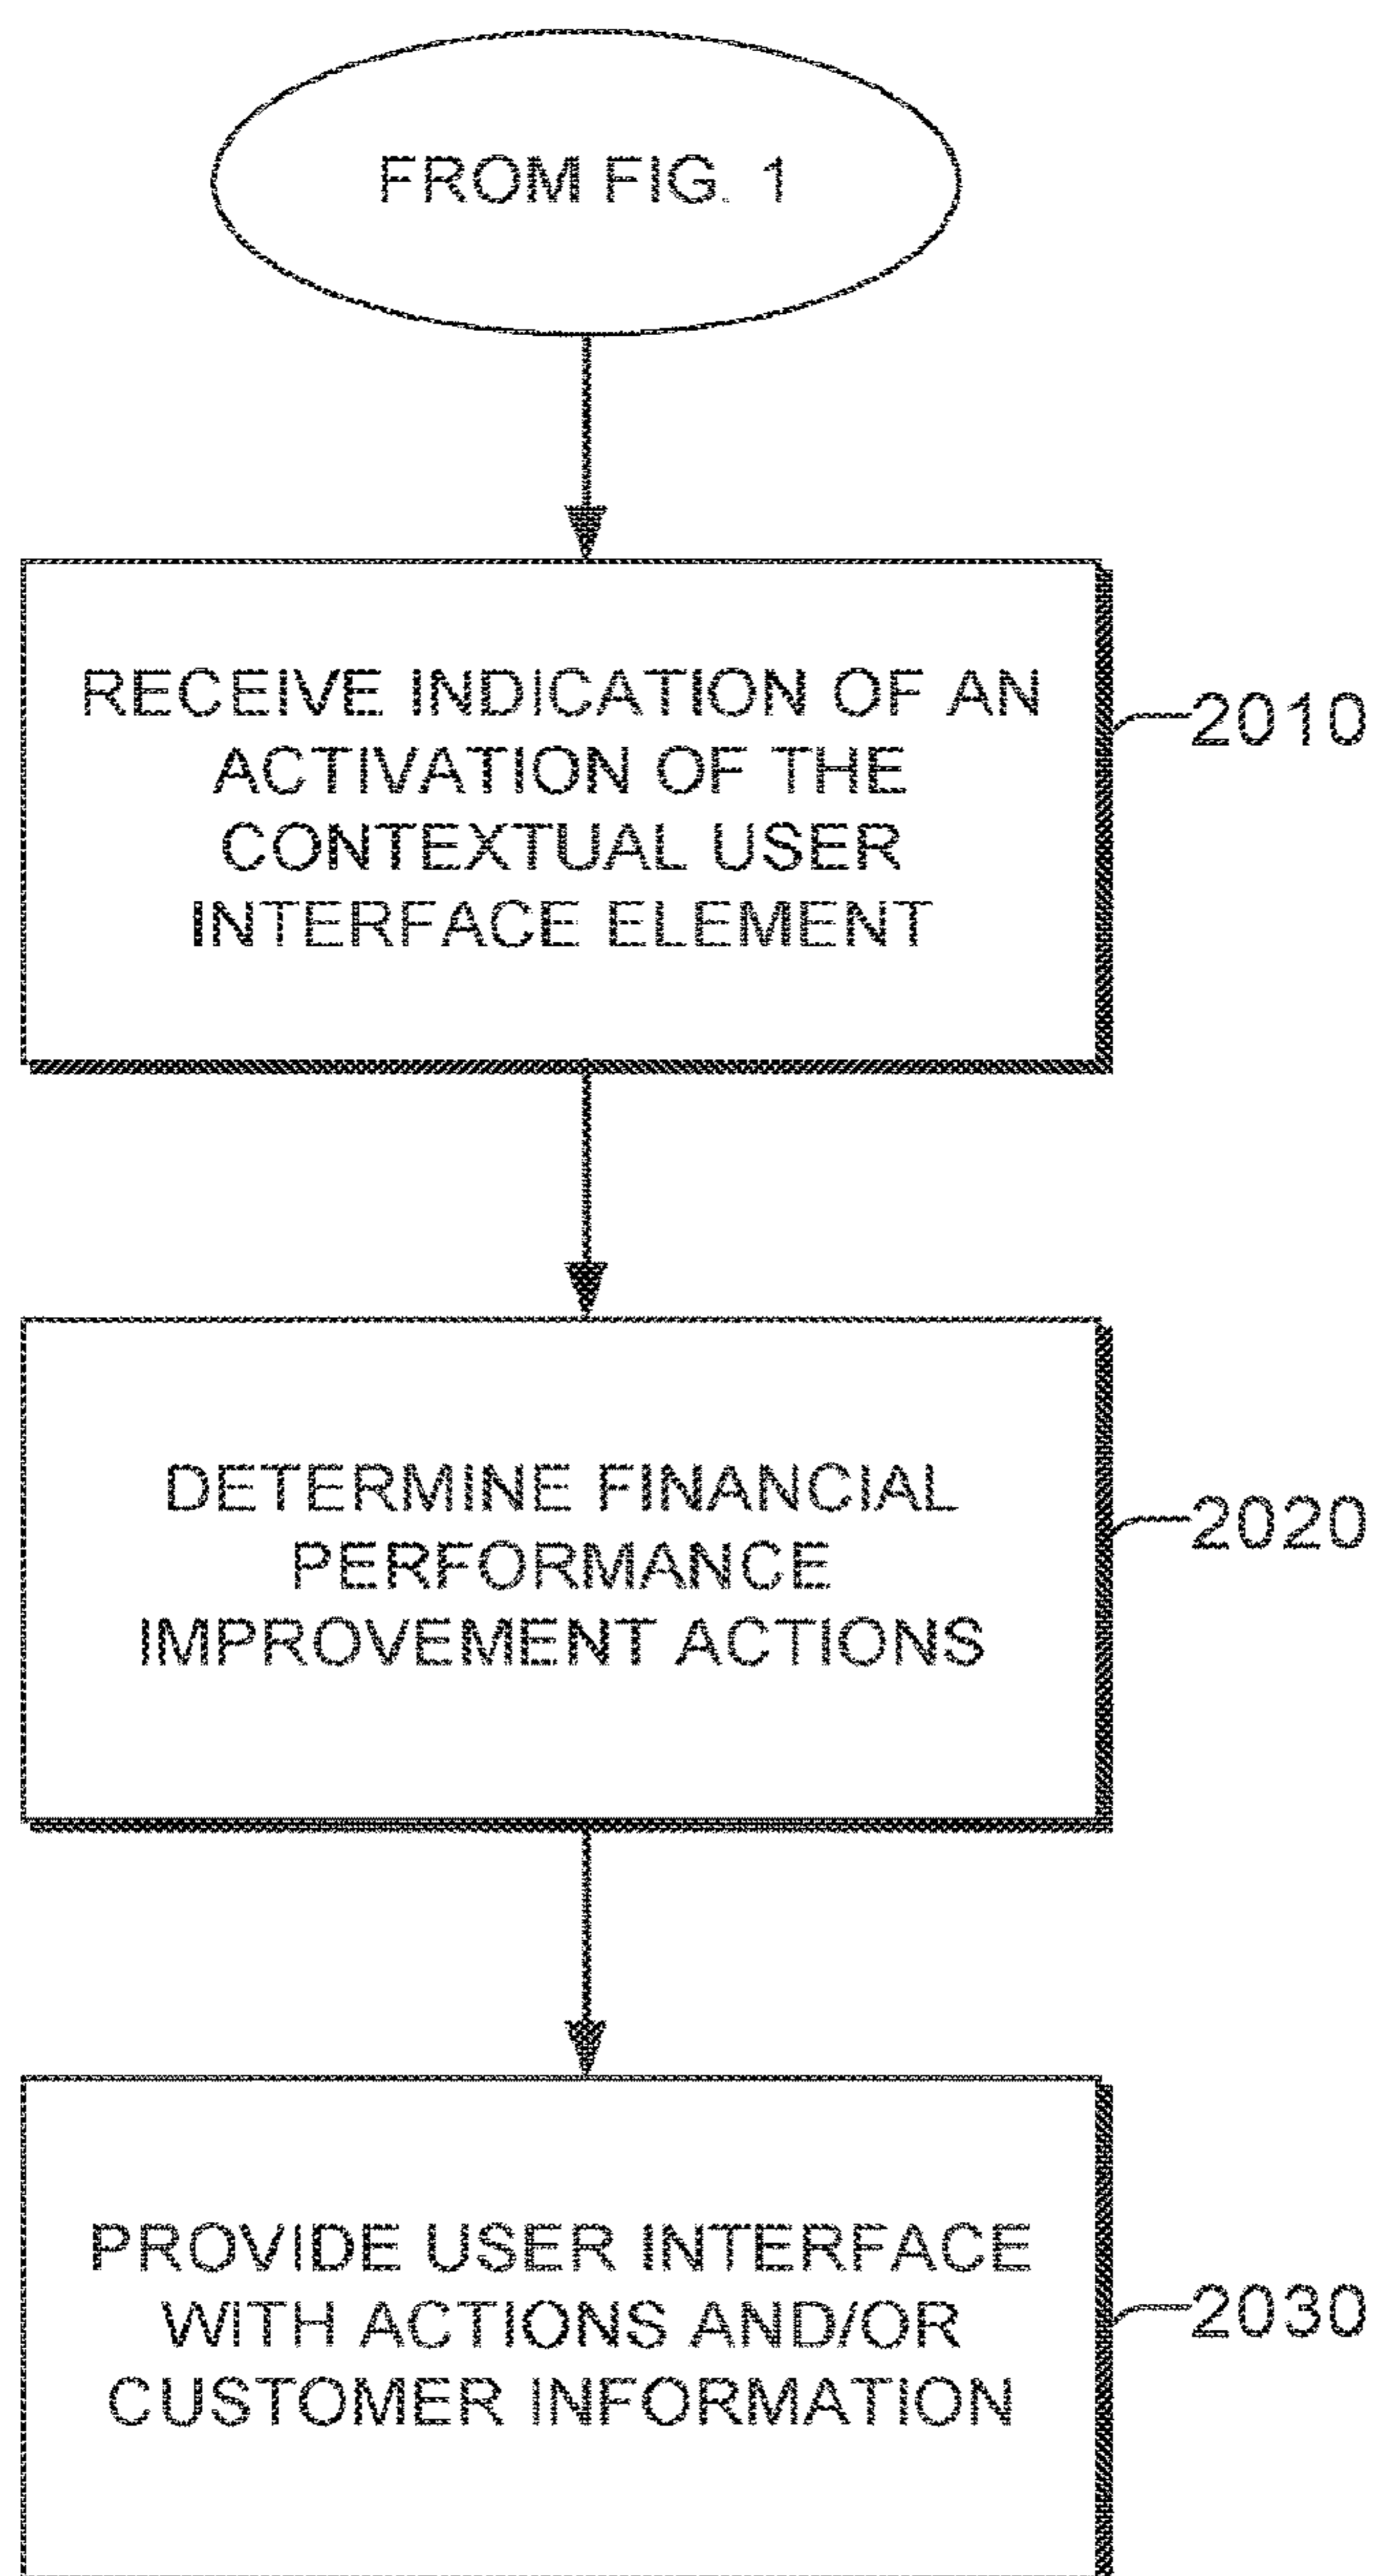 FROM FIG. 1
RECEIVE INDICATION OF AN
ACTIVATION OF THE
CONTEXTUAL USER
INTERFACE ELEMENT
2010
DETERMINE FINANCIAL
PERFORMANCE
IMPROVEMENT ACTIONS
2020
PROVIDE USER INTERFACE
WITH ACTIONS AND/OR
CUSTOMER INFORMATION
2030